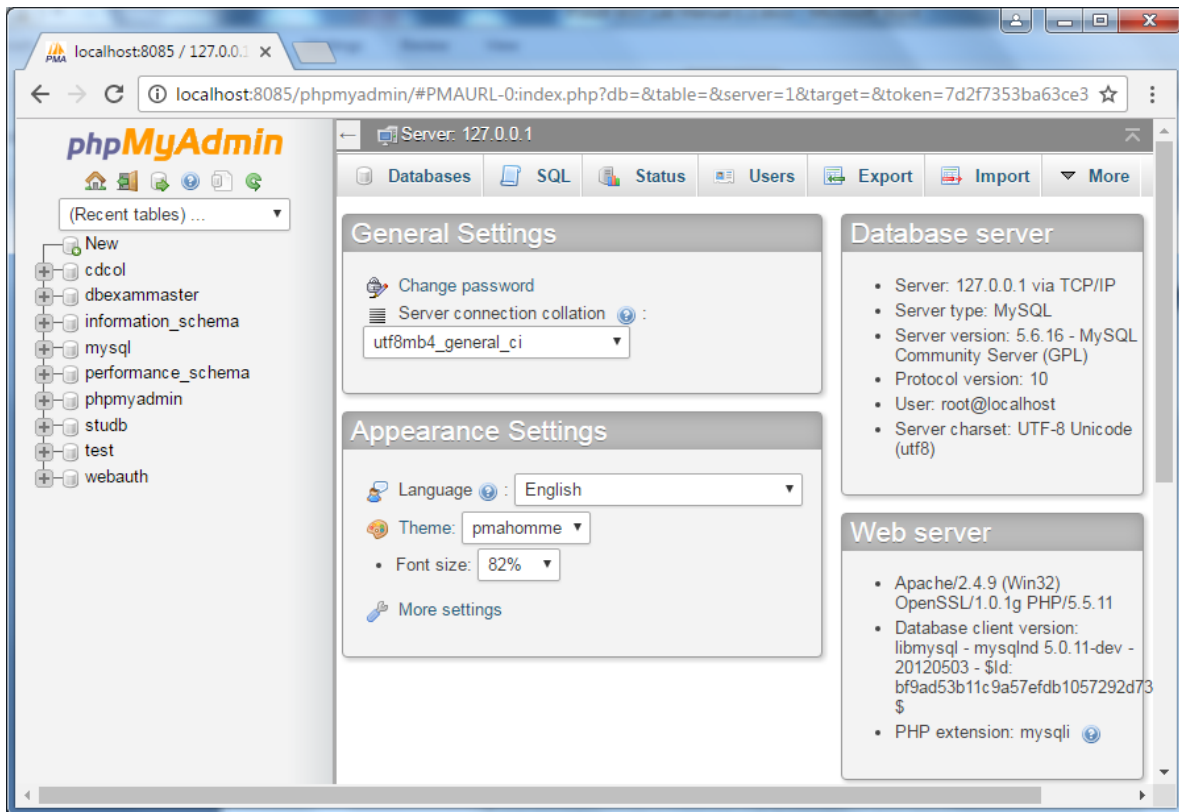 localhost:8085 / 127.0.0.1
localhost:8085/phpmyadmin/#PMAURL-0:index.php?db=&table=&server=1&target=&token=7d2f7353ba63ce3
phpMyAdmin
(Recent tables) ...
New
cdcol
dbexammaster
information_schema
mysql
performance_schema
phpmyadmin
studb
test
webauth
Server: 127.0.0.1
Databases SQL Status Users Export Import More
General Settings
Change password
Server connection collation :
utf8mb4_general_ci
Appearance Settings
Language : English
Theme: pmahomme
Font size: 82%
More settings
Database server
Server: 127.0.0.1 via TCP/IP
Server type: MySQL
Server version: 5.6.16 - MySQL
Community Server (GPL)
Protocol version: 10
User: root@localhost
Server charset: UTF-8 Unicode
(utf8)
Web server
Apache/2.4.9 (Win32)
OpenSSL/1.0.1g PHP/5.5.11
Database client version:
libmysql - mysqlnd 5.0.11-dev -
20120503 - $Id:
bf9ad53b11c9a57efdb1057292d73
$
PHP extension: mysqli